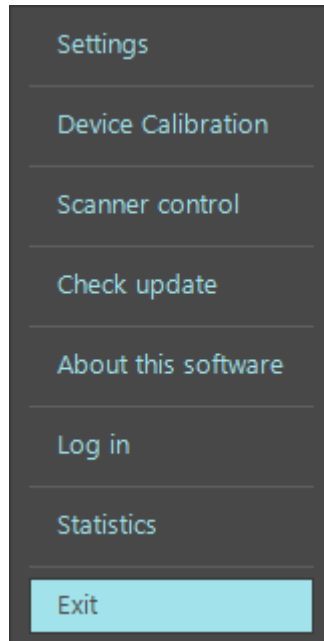 Settings
Device Calibration
Scanner control
Check update
About this software
Log in
Statistics
Exit